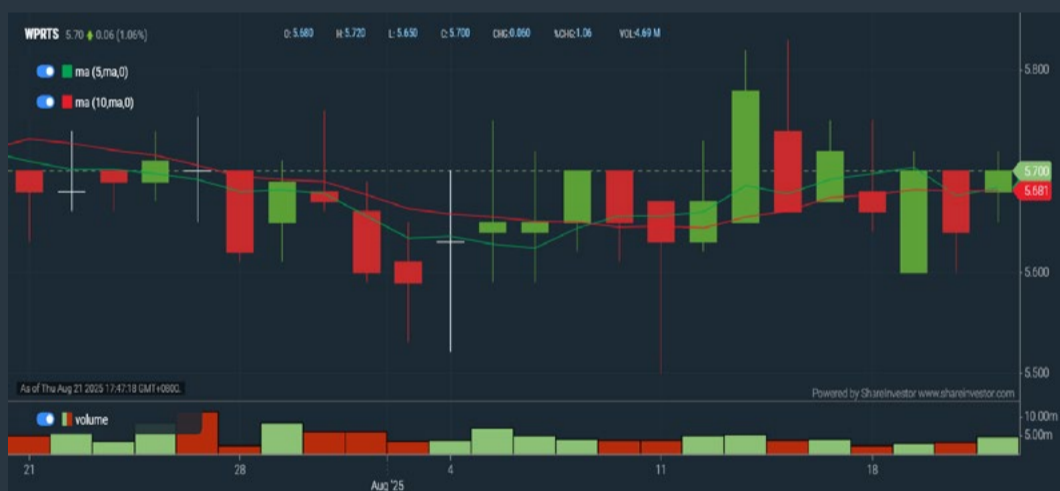 WPRTS 5.70 0.06 (1.06%) O: 5.680 H: 5.720 L: 5.650 C: 5.700 CHG:0.060 %CHG:1.06 VOL:4.69 M
ma (5,ma,0)
ma (10,ma,0)
5.800
5.700
5.681
5.600
5.500
As of Thu Aug 21 2025 17:47:18 GMT+0800.
Powered by ShareInvestor www.shareinvestor.com
volume
10.00m
5.00m
21 28 4 11 18
Aug '25